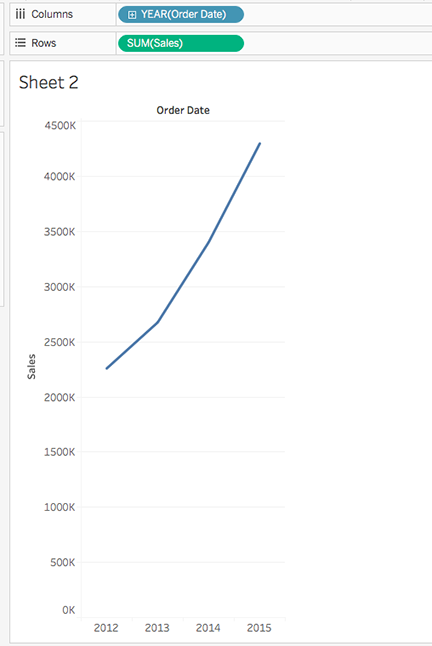 Columns
YEAR(Order Date)
Rows
SUM(Sales)
Sheet 2
Order Date
4500K
4000K
3500K
3000K
2500K
Sales
2000K
1500K
1000K
500K
0K
2012 2013 2014 2015